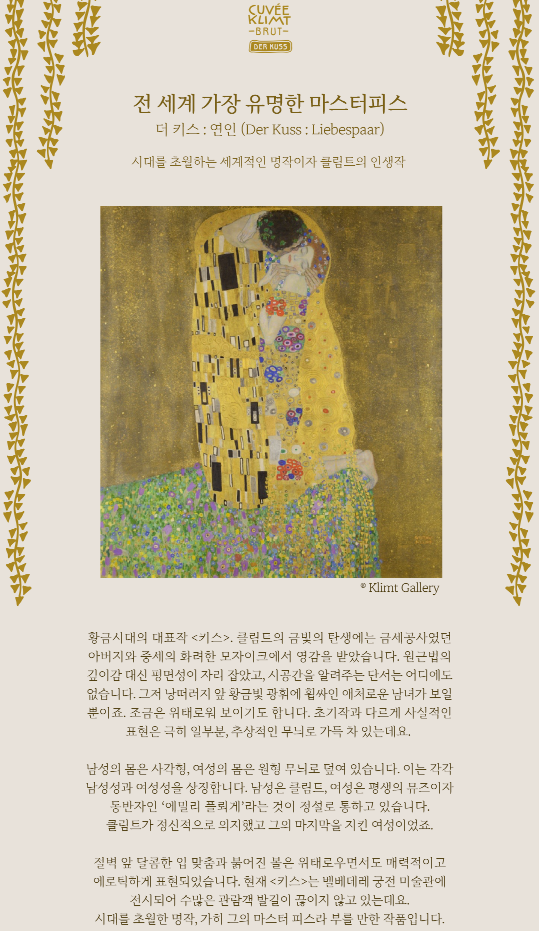 CUVÉE
KLIMT
-BRUT-
DER KUSS
전 세계 가장 유명한 마스터피스
더 키스 : 연인 (Der Kuss : Liebespaar)
시대를 초월하는 세계적인 명작이자 클림트의 인생작
© Klimt Gallery
황금시대의 대표작 <키스>. 클림트의 금빛의 탄생에는 금세공사였던
아버지와 중세의 화려한 모자이크에서 영감을 받았습니다. 원근법의
깊이감 대신 평면성이 자리 잡았고, 시공간을 알려주는 단서는 어디에도
없습니다. 그저 낭떠러지 앞 황금빛 광휘에 휩싸인 애처로운 남녀가 보일
뿐이죠. 조금은 위태로워 보이기도 합니다. 초기작과 다르게 사실적인
표현은 극히 일부분, 추상적인 무늬로 가득 차 있는데요.
남성의 몸은 사각형, 여성의 몸은 원형 무늬로 덮여 있습니다. 이는 각각
남성성과 여성성을 상징합니다. 남성은 클림트, 여성은 평생의 뮤즈이자
동반자인 ‘에밀리 플뢰게’라는 것이 정설로 통하고 있습니다.
클림트가 정신적으로 의지했고 그의 마지막을 지킨 여성이었죠.
절벽 앞 달콤한 입 맞춤과 붉어진 볼은 위태로우면서도 매력적이고
에로틱하게 표현되었습니다. 현재 <키스>는 벨베데레 궁전 미술관에
전시되어 수많은 관람객 발길이 끊이지 않고 있는데요.
시대를 초월한 명작, 가히 그의 마스터 피스라 부를 만한 작품입니다.